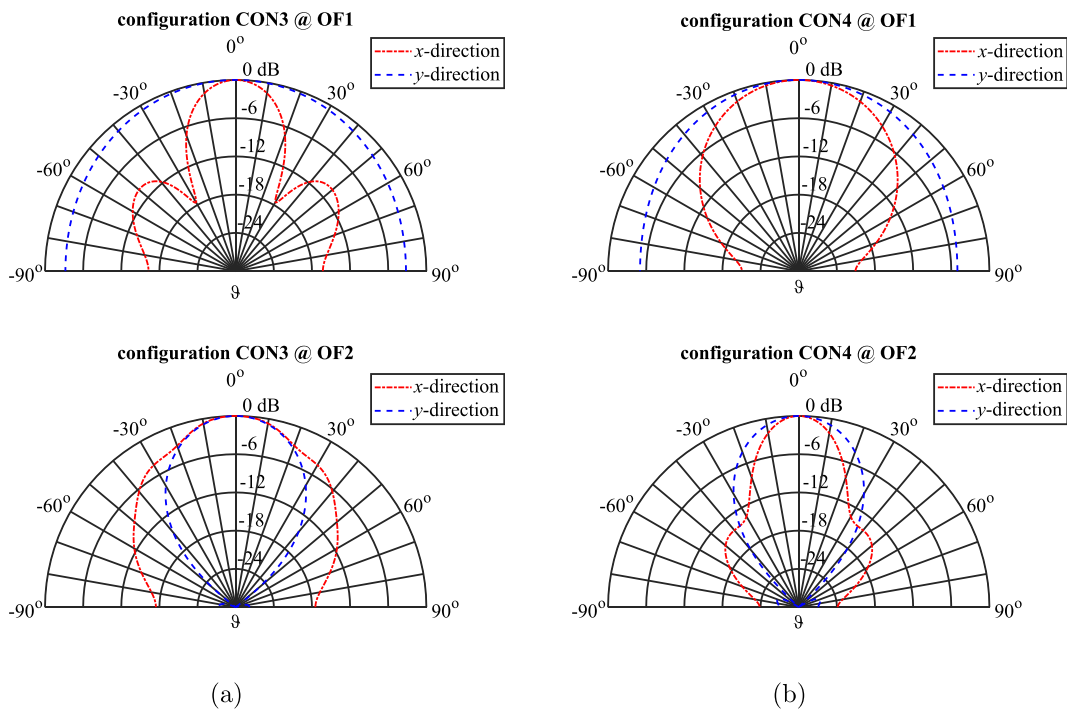 configuration CON3 @ OF1
0°
0 dB
-6
-12
-18
-24
-30°
30°
-60°
60°
-90°
90°
ϑ
x-direction
y-direction
configuration CON4 @ OF1
0°
0 dB
-6
-12
-18
-24
-30°
30°
-60°
60°
-90°
90°
ϑ
x-direction
y-direction
configuration CON3 @ OF2
0°
0 dB
-6
-12
-18
-24
-30°
30°
-60°
60°
-90°
90°
ϑ
x-direction
y-direction
configuration CON4 @ OF2
0°
0 dB
-6
-12
-18
-24
-30°
30°
-60°
60°
-90°
90°
ϑ
x-direction
y-direction
(a)
(b)